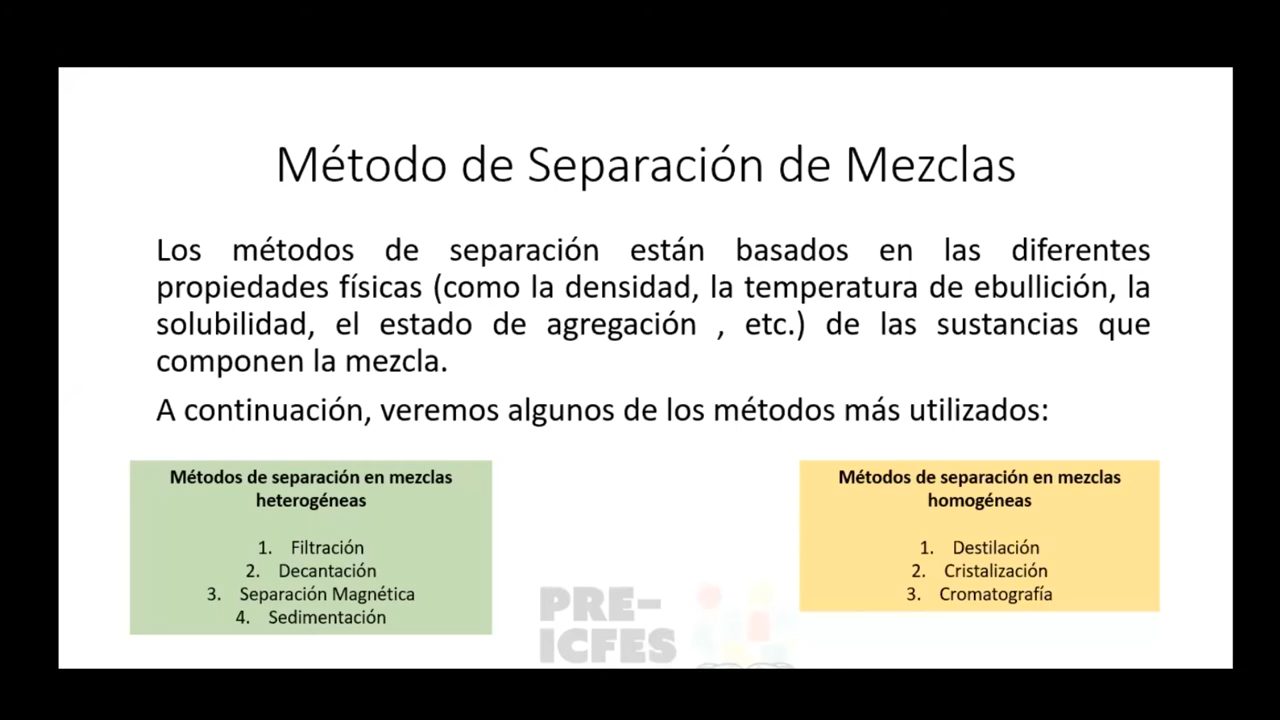 Método de Separación de Mezclas
Los métodos de separación están basados en las diferentes
propiedades físicas (como la densidad, la temperatura de ebullición, la
solubilidad, el estado de agregación , etc.) de las sustancias que
componen la mezcla.
A continuación, veremos algunos de los métodos más utilizados:
Métodos de separación en mezclas
heterogéneas
1. Filtración
2. Decantación
3. Separación Magnética
4. Sedimentación
Métodos de separación en mezclas
homogéneas
1. Destilación
2. Cristalización
3. Cromatografía
PRE-
ICFES